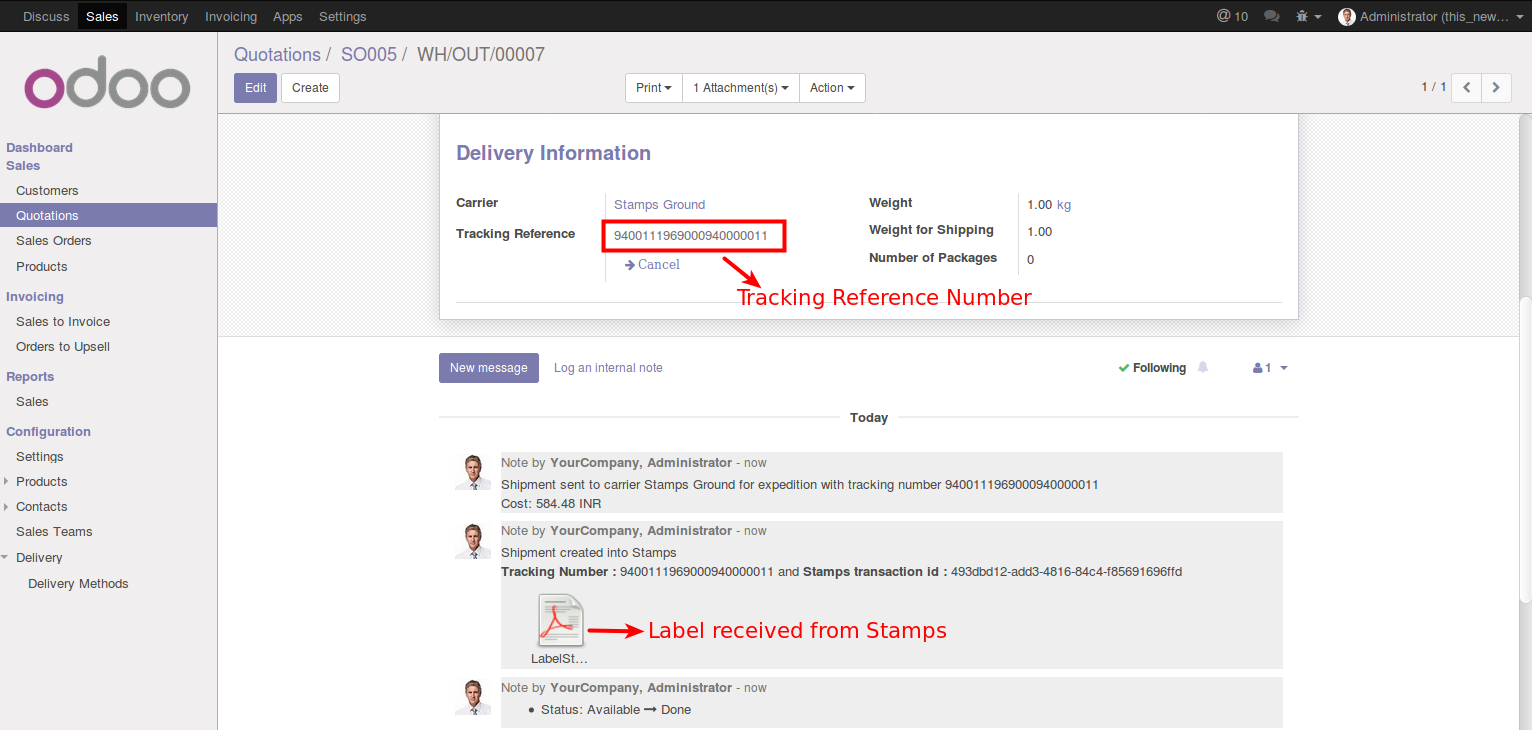 Discuss Sales Inventory Invoicing Apps Settings @ 10 Administrator (this_new…
odoo
Quotations / SO005 / WH/OUT/00007
Edit Create Print 1 Attachment(s) Action 1 / 1
Dashboard
Sales
Customers
Quotations
Sales Orders
Products
Invoicing
Sales to Invoice
Orders to Upsell
Reports
Sales
Configuration
Settings
Products
Contacts
Sales Teams
Delivery
Delivery Methods
Delivery Information
Carrier Stamps Ground
Tracking Reference 9400111969000940000011
Cancel
Weight 1.00 kg
Weight for Shipping 1.00
Number of Packages 0
Tracking Reference Number
New message Log an internal note Following 1
Today
Note by YourCompany, Administrator - now
Shipment sent to carrier Stamps Ground for expedition with tracking number 9400111969000940000011
Cost: 584.48 INR
Note by YourCompany, Administrator - now
Shipment created into Stamps
Tracking Number : 9400111969000940000011 and Stamps transaction id : 493dbd12-add3-4816-84c4-f85691696ffd
Label received from Stamps
LabelSt…
Note by YourCompany, Administrator - now
• Status: Available → Done